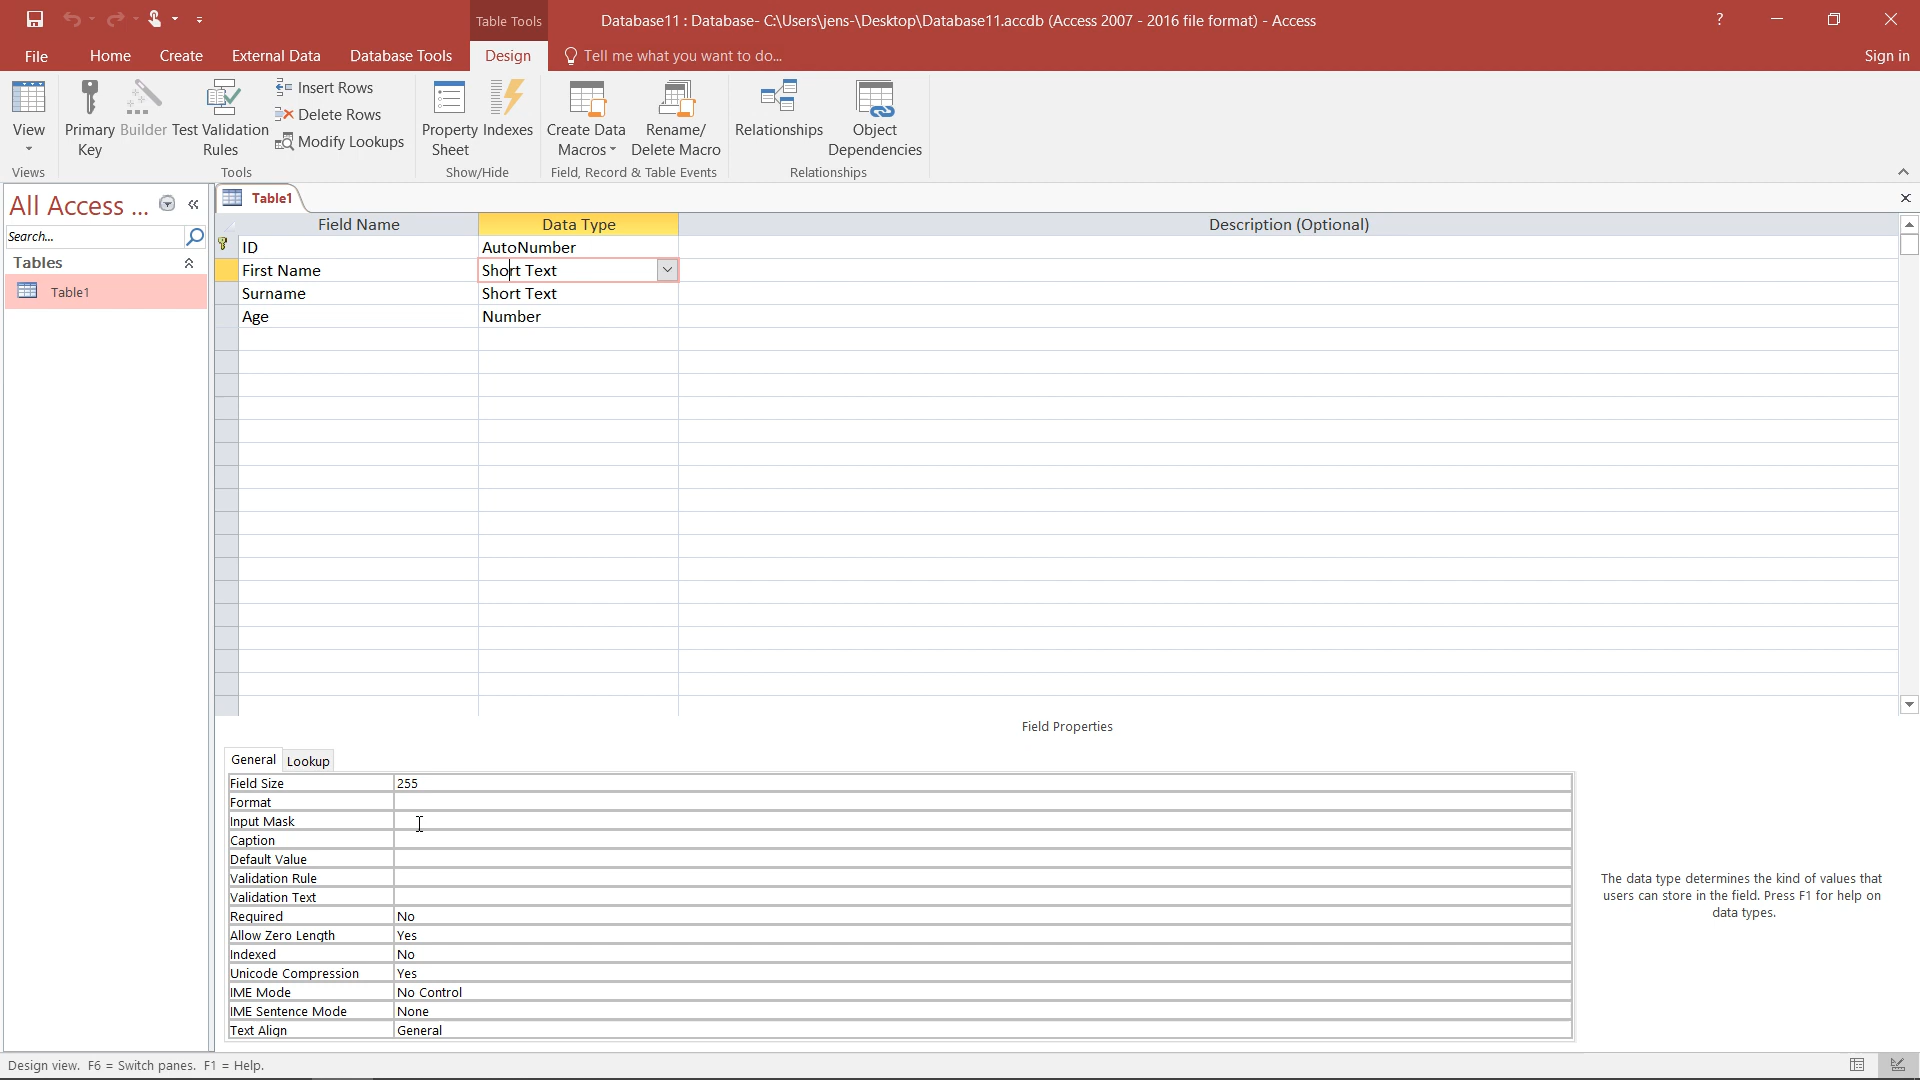 Table Tools
Database11 : Database- C:\Users\jens-\Desktop\Database11.accdb (Access 2007 - 2016 file format) - Access
?
File
Home
Create
External Data
Database Tools
Design
Tell me what you want to do...
Sign in
View
Primary Key
Builder
Test Validation Rules
Insert Rows
Delete Rows
Modify Lookups
Property Sheet
Indexes
Create Data Macros
Rename/ Delete Macro
Relationships
Object Dependencies
Views
Tools
Show/Hide
Field, Record & Table Events
Relationships
All Access ...
Search...
Tables
Table1
Table1
Field Name Data Type Description (Optional)
ID AutoNumber
First Name Short Text
Surname Short Text
Age Number
Field Properties
General Lookup
Field Size 255
Format
Input Mask
Caption
Default Value
Validation Rule
Validation Text
Required No
Allow Zero Length Yes
Indexed No
Unicode Compression Yes
IME Mode No Control
IME Sentence Mode None
Text Align General
The data type determines the kind of values that
users can store in the field. Press F1 for help on
data types.
Design view. F6 = Switch panes. F1 = Help.